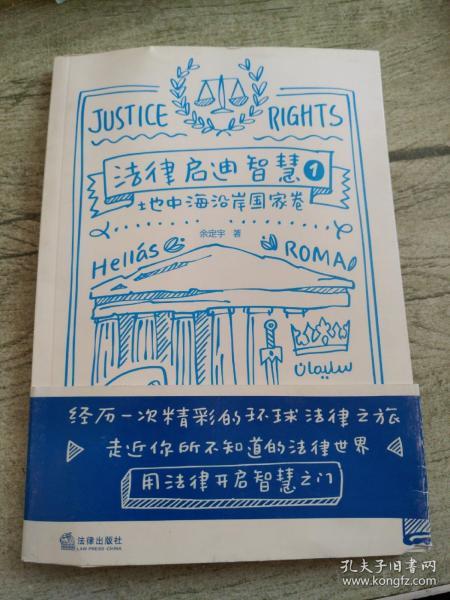 JUSTICE RIGHTS
法律启迪智慧 1
地中海沿岸国家卷
余定宇 著
Hellás ROMA
سليمان
经历一次精彩的环球法律之旅
走近你所不知道的法律世界
用法律开启智慧之门
法律出版社
LAW PRESS·CHINA
孔夫子旧书网
www.kongfz.com